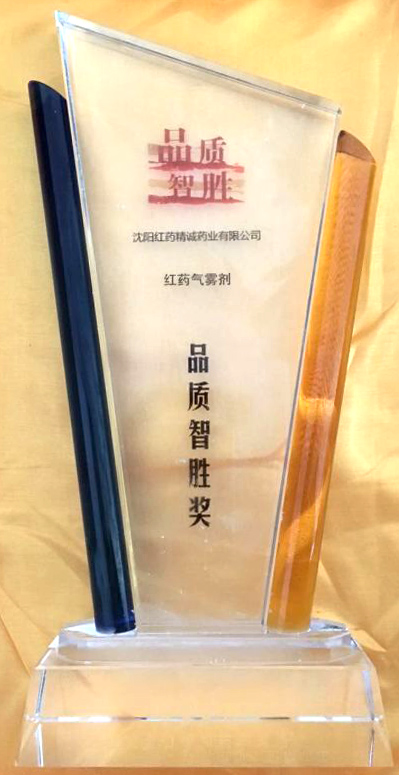 品质
智胜
沈阳红药精诚药业有限公司
红药气雾剂
品质智胜奖